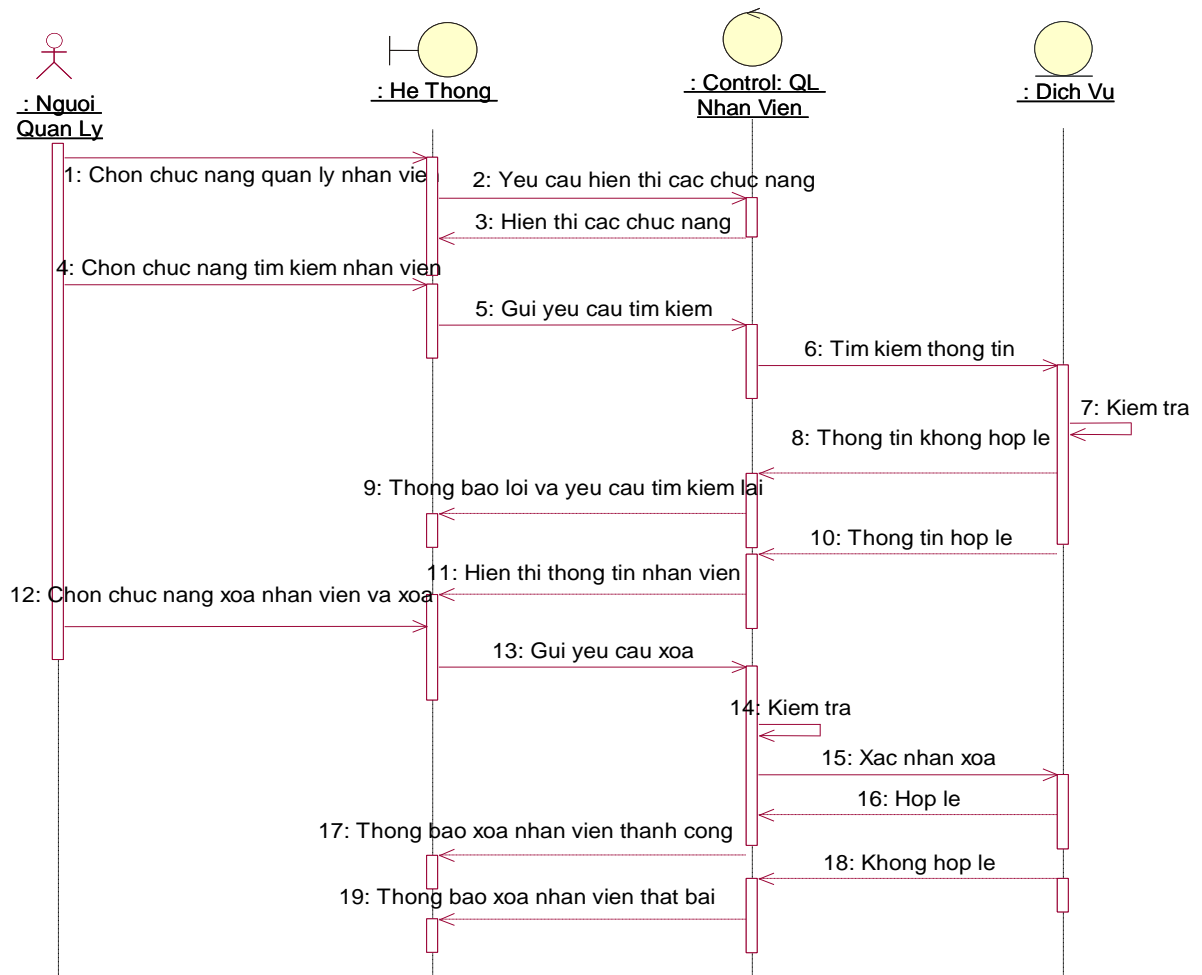 : Nguoi
Quan Ly
: He Thong
: Control: QL
Nhan Vien
: Dich Vu
1: Chon chuc nang quan ly nhan vien
2: Yeu cau hien thi cac chuc nang
3: Hien thi cac chuc nang
4: Chon chuc nang tim kiem nhan vien
5: Gui yeu cau tim kiem
6: Tim kiem thong tin
7: Kiem tra
8: Thong tin khong hop le
9: Thong bao loi va yeu cau tim kiem lai
10: Thong tin hop le
11: Hien thi thong tin nhan vien
12: Chon chuc nang xoa nhan vien va xoa
13: Gui yeu cau xoa
14: Kiem tra
15: Xac nhan xoa
16: Hop le
17: Thong bao xoa nhan vien thanh cong
18: Khong hop le
19: Thong bao xoa nhan vien that bai